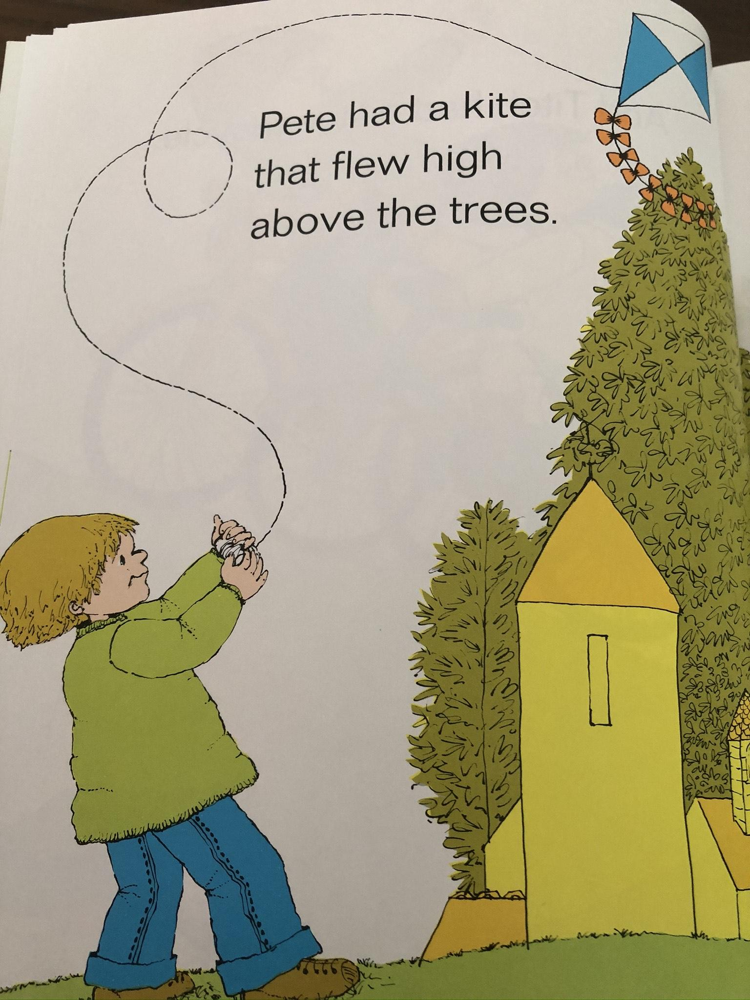 Pete had a kite
that flew high
above the trees.